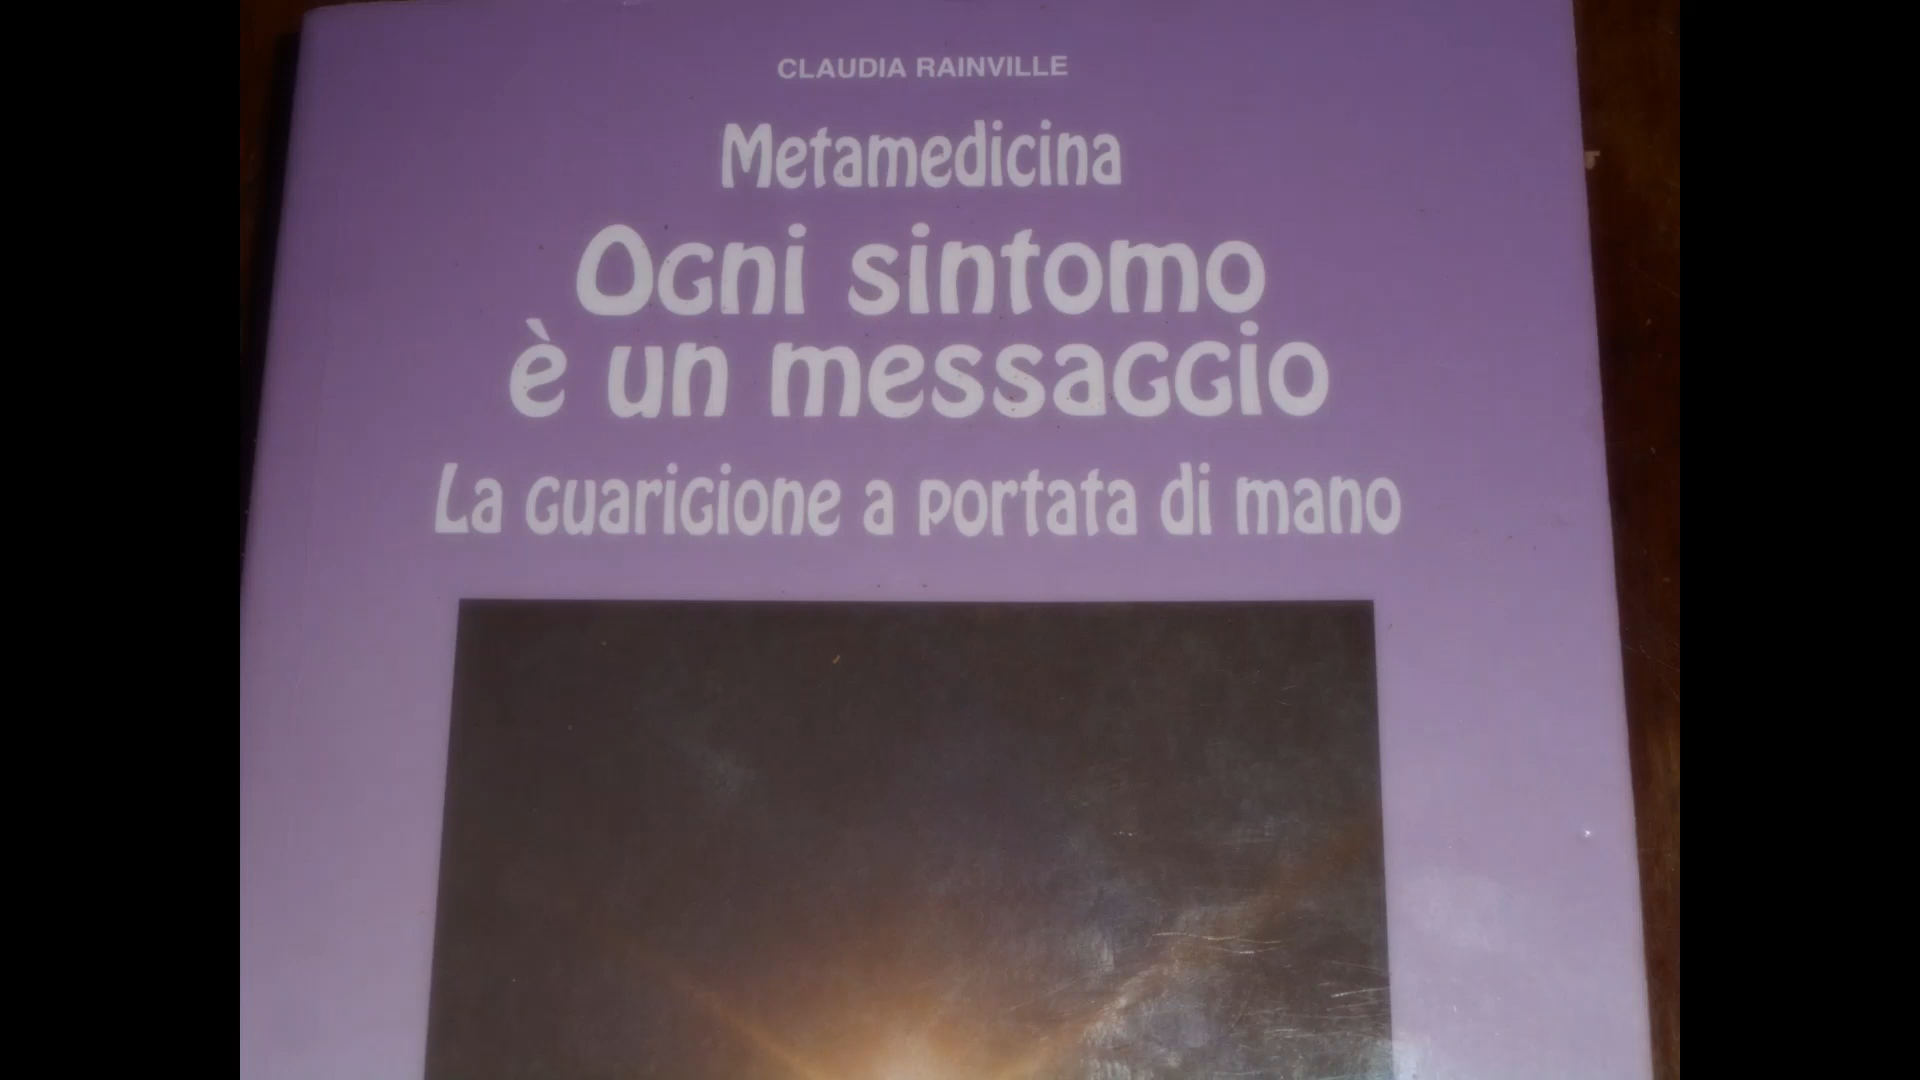 CLAUDIA RAINVILLE
Metamedicina
Ogni sintomo
è un messaggio
La guarigione a portata di mano